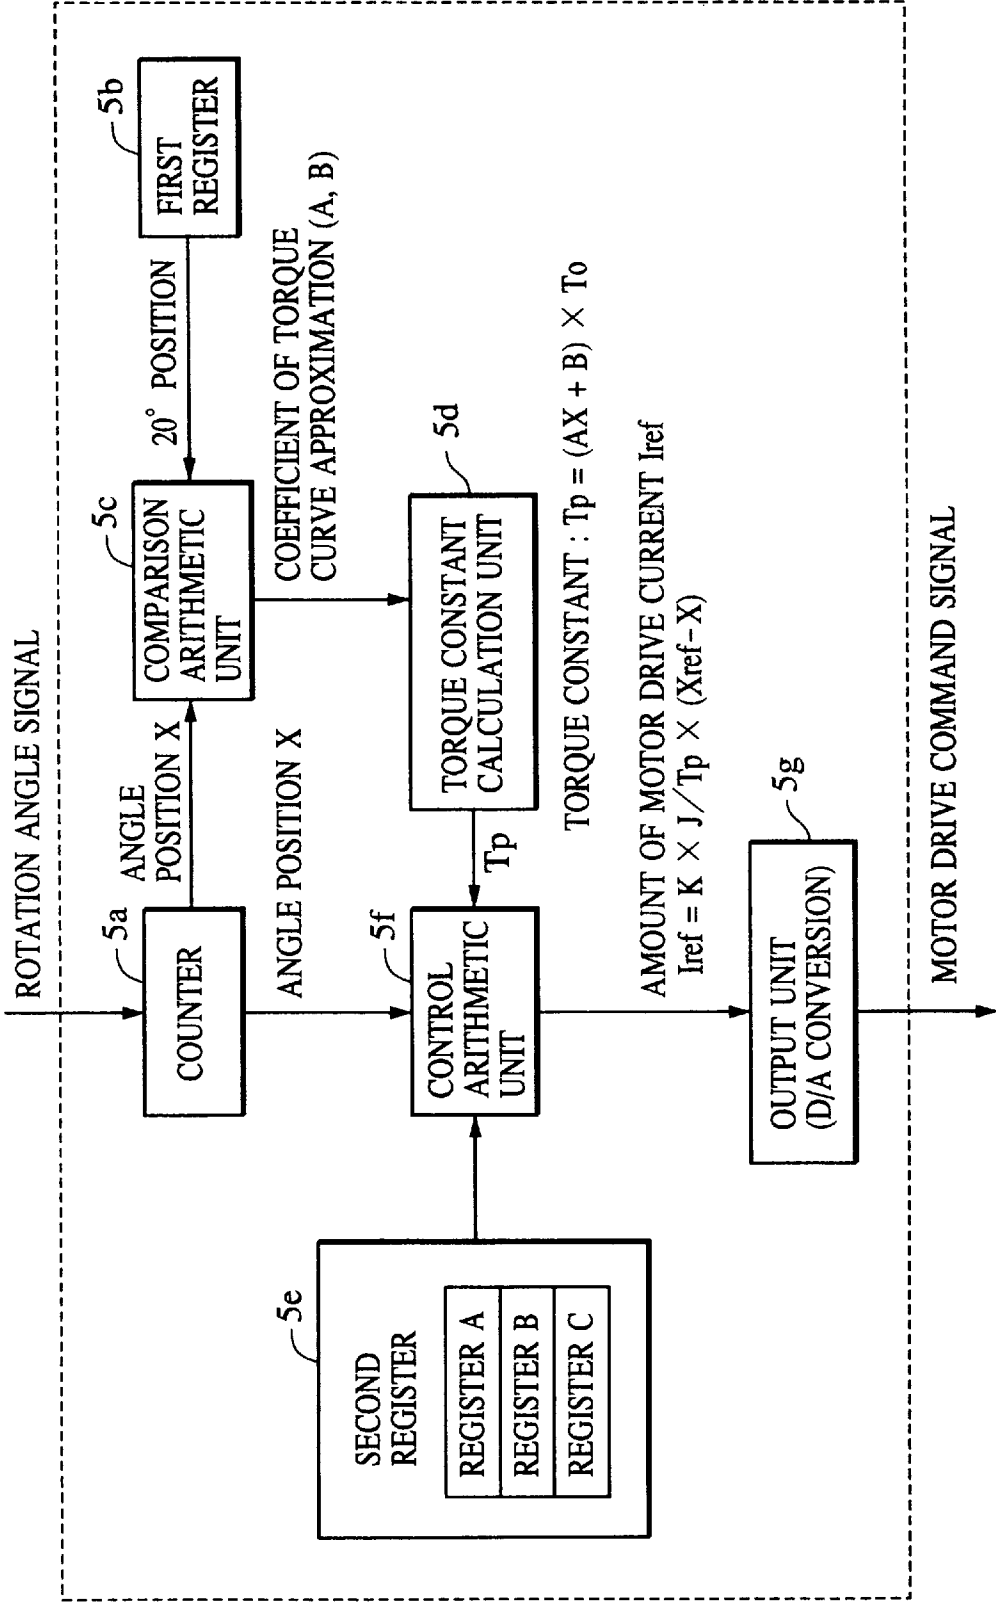 ROTATION ANGLE SIGNAL
5a
COUNTER
ANGLE
POSITION X
5c
COMPARISON
ARITHMETIC
UNIT
20° POSITION
5b
FIRST
REGISTER
ANGLE POSITION X
COEFFICIENT OF TORQUE
CURVE APPROXIMATION (A, B)
5e
SECOND
REGISTER
REGISTER A
REGISTER B
REGISTER C
5f
CONTROL
ARITHMETIC
UNIT
Tp
5d
TORQUE CONSTANT
CALCULATION UNIT
TORQUE CONSTANT : Tp = (AX + B) × To
AMOUNT OF MOTOR DRIVE CURRENT Iref
Iref = K × J/Tp × (Xref-X)
5g
OUTPUT UNIT
(D/A CONVERSION)
MOTOR DRIVE COMMAND SIGNAL